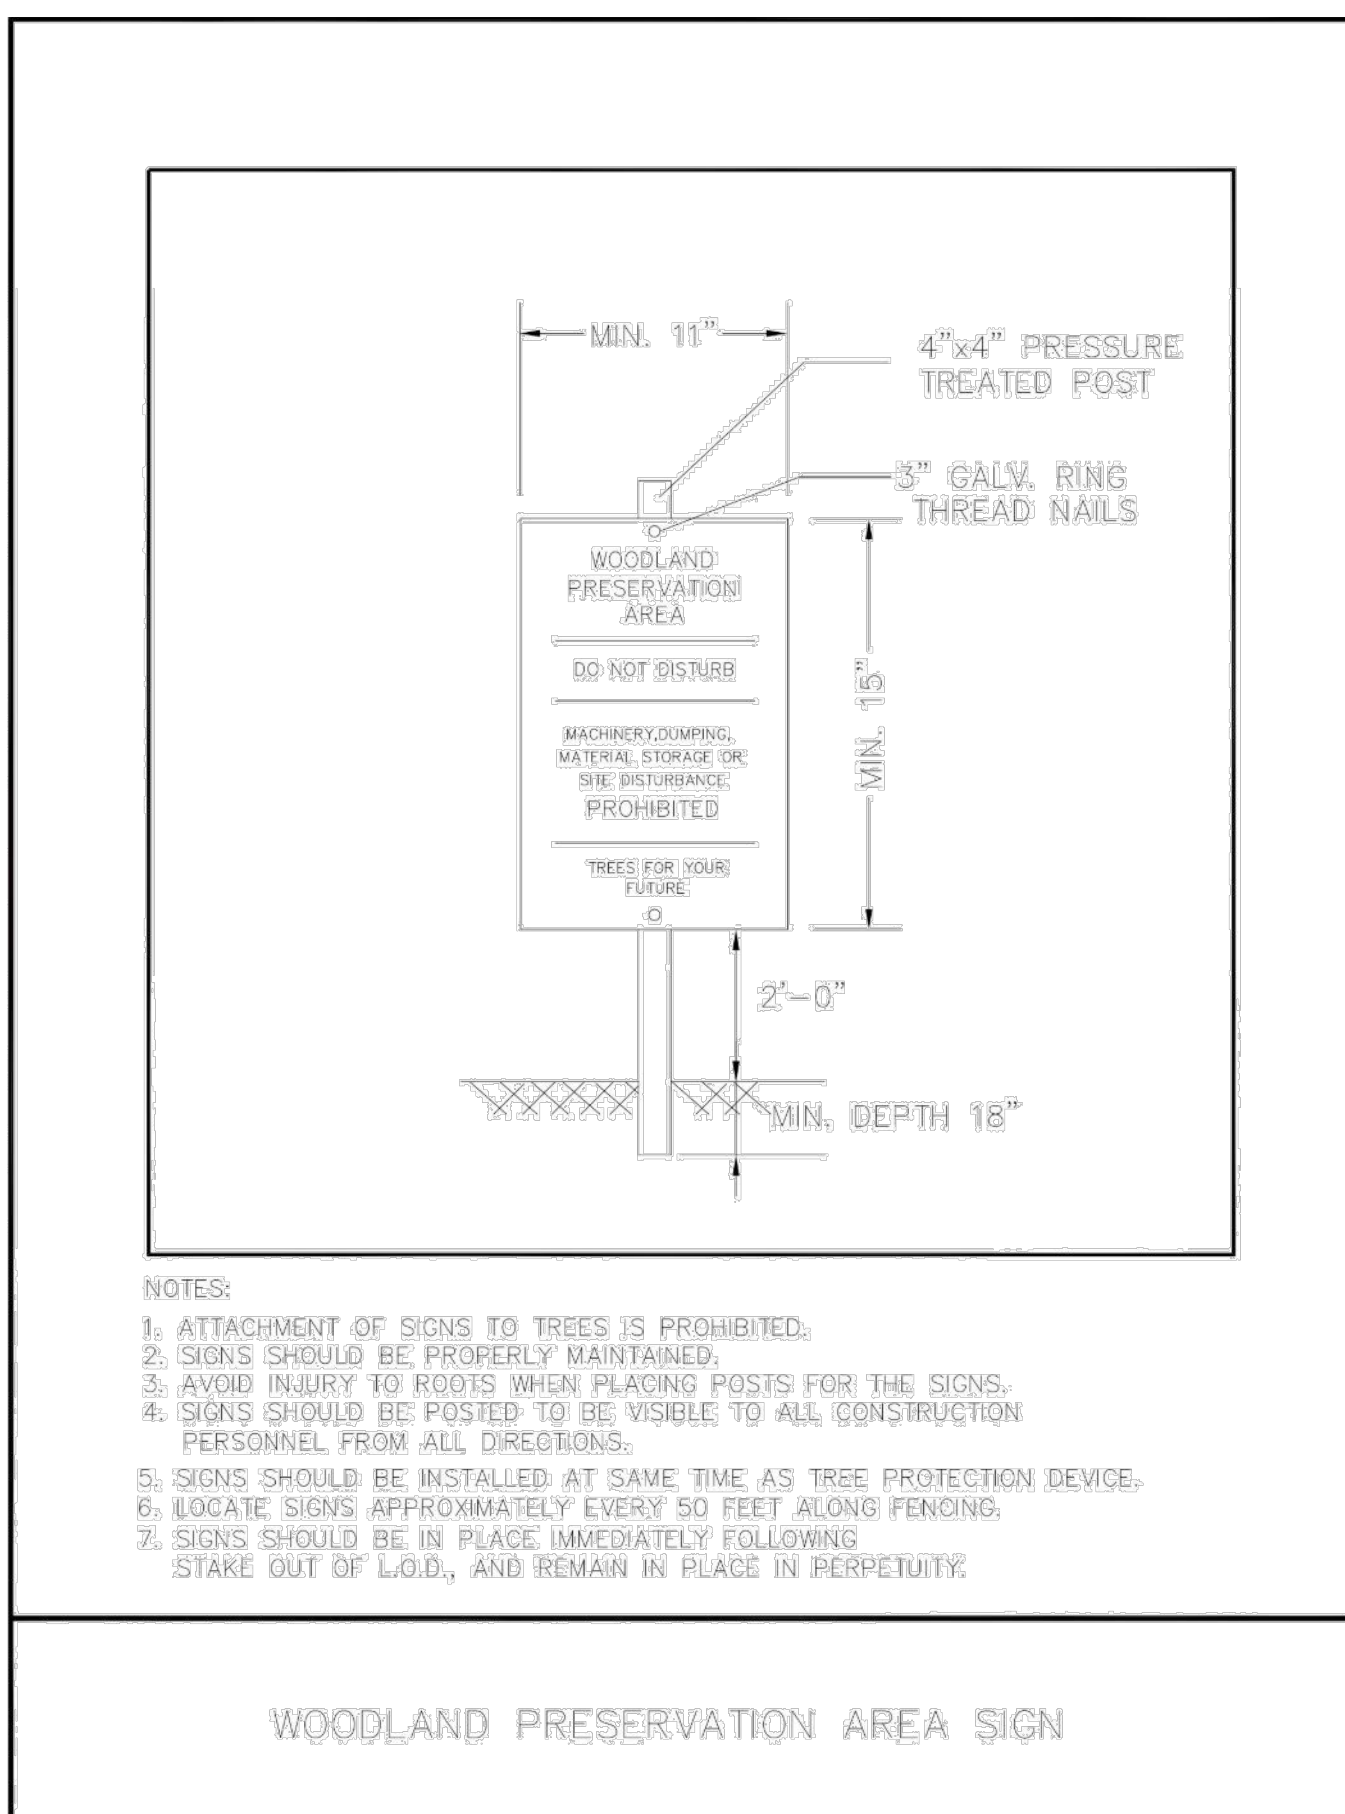 MIN. 11"
4"x4" PRESSURE
TREATED POST
3" GALV. RING
THREAD NAILS
WOODLAND
PRESERVATION
AREA
DO NOT DISTURB
MACHINERY,DUMPING,
MATERIAL STORAGE OR
SITE DISTURBANCE
PROHIBITED
TREES FOR YOUR
FUTURE
MIN. 15"
2'-0"
MIN. DEPTH 18"
NOTES:
1. ATTACHMENT OF SIGNS TO TREES IS PROHIBITED.
2. SIGNS SHOULD BE PROPERLY MAINTAINED.
3. AVOID INJURY TO ROOTS WHEN PLACING POSTS FOR THE SIGNS.
4. SIGNS SHOULD BE POSTED TO BE VISIBLE TO ALL CONSTRUCTION
PERSONNEL FROM ALL DIRECTIONS.
5. SIGNS SHOULD BE INSTALLED AT SAME TIME AS TREE PROTECTION DEVICE.
6. LOCATE SIGNS APPROXIMATELY EVERY 50 FEET ALONG FENCING.
7. SIGNS SHOULD BE IN PLACE IMMEDIATELY FOLLOWING
STAKE OUT OF L.O.D., AND REMAIN IN PLACE IN PERPETUITY.
WOODLAND PRESERVATION AREA SIGN